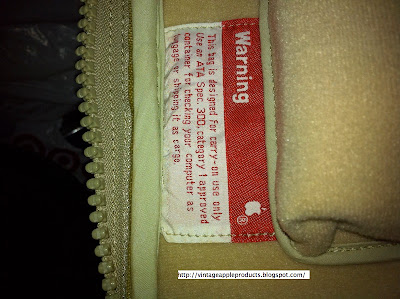 Warning
®
This bag is designed for carry-on use only
Use an ATA Spec. 300, category 1 approved
container for checking your computer as
luggage or shipping it as cargo.
http://vintageappleproducts.blogspot.com/